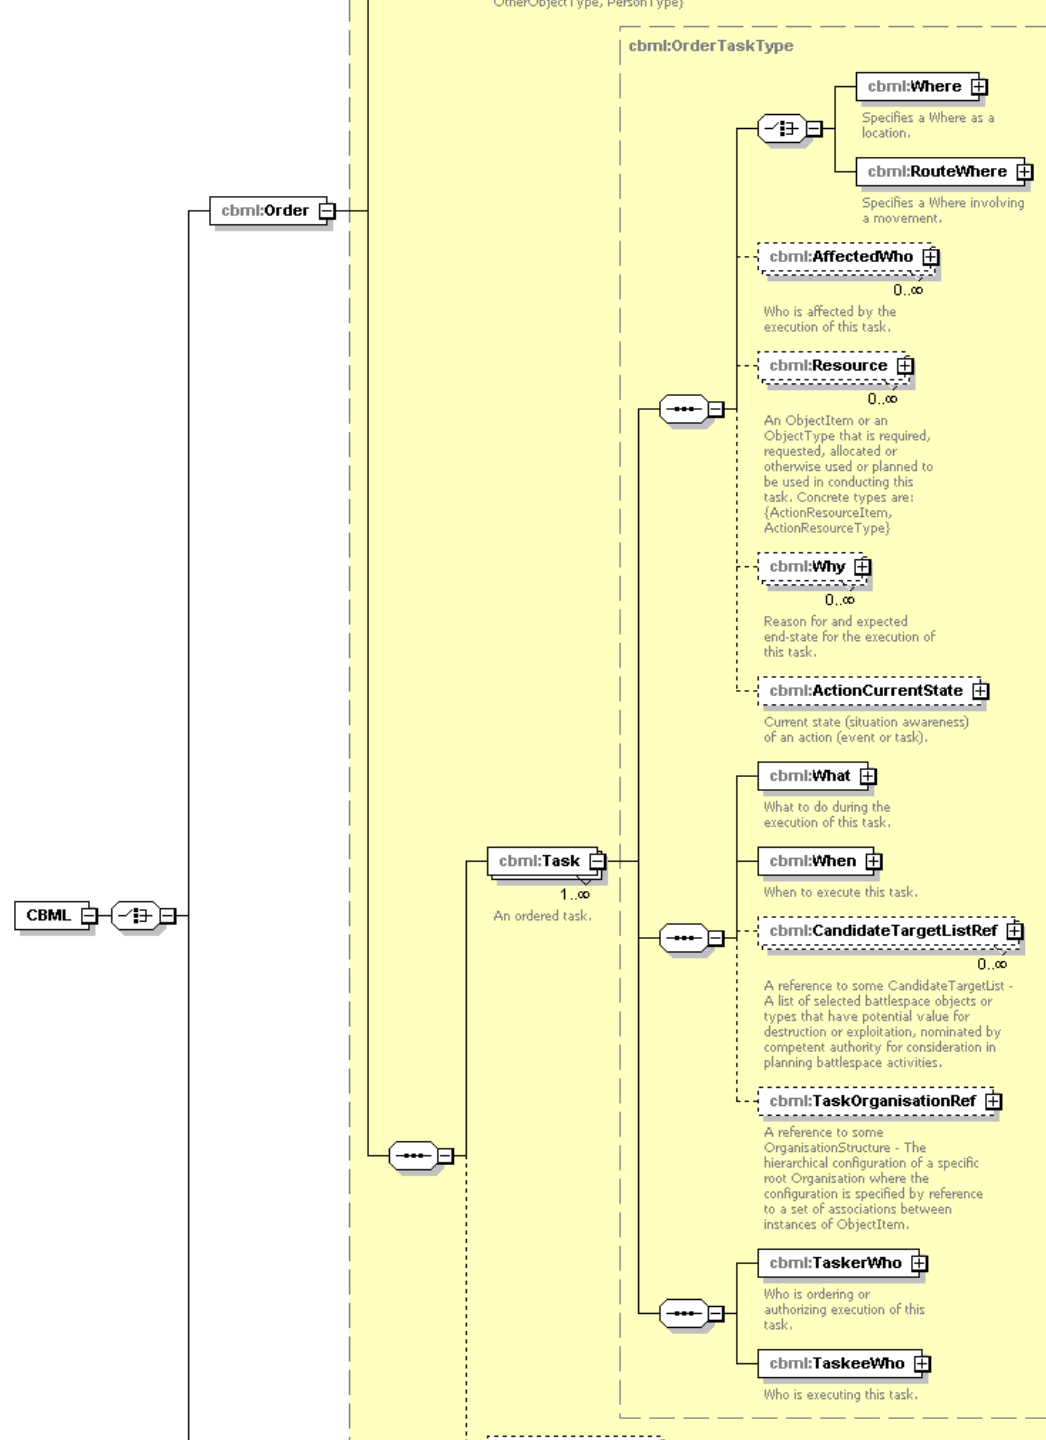 OtherObjectType, PersonType}
cbml:OrderTaskType
cbml:Where
Specifies a Where as a
location.
cbml:RouteWhere
Specifies a Where involving
a movement.
cbml:Order
cbml:AffectedWho
0..∞
Who is affected by the
execution of this task.
cbml:Resource
0..∞
An ObjectItem or an
ObjectType that is required,
requested, allocated or
otherwise used or planned to
be used in conducting this
task. Concrete types are:
{ActionResourceItem,
ActionResourceType}
cbml:Why
0..∞
Reason for and expected
end-state for the execution of
this task.
cbml:ActionCurrentState
Current state (situation awareness)
of an action (event or task).
cbml:What
What to do during the
execution of this task.
cbml:Task
1..∞
An ordered task.
cbml:When
When to execute this task.
CBML
cbml:CandidateTargetListRef
0..∞
A reference to some CandidateTargetList -
A list of selected battlespace objects or
types that have potential value for
destruction or exploitation, nominated by
competent authority for consideration in
planning battlespace activities.
cbml:TaskOrganisationRef
A reference to some
OrganisationStructure - The
hierarchical configuration of a specific
root Organisation where the
configuration is specified by reference
to a set of associations between
instances of ObjectItem.
cbml:TaskerWho
Who is ordering or
authorizing execution of this
task.
cbml:TaskeeWho
Who is executing this task.